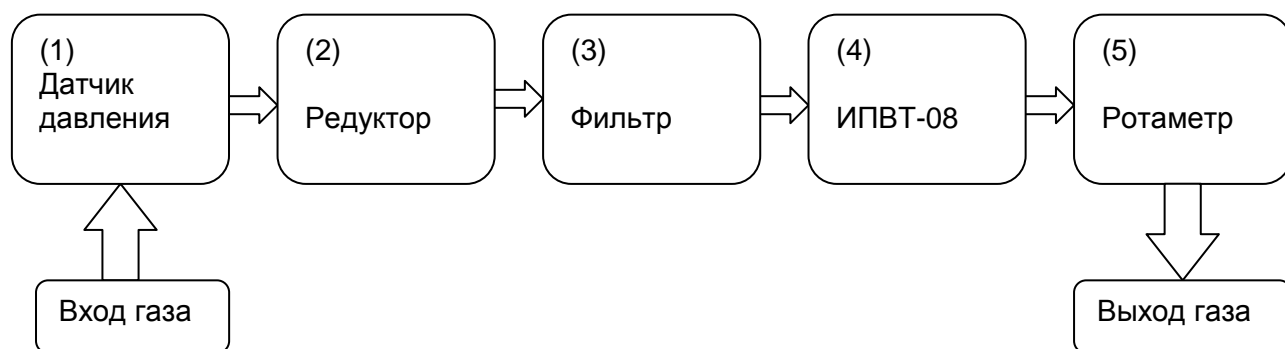 (1)
Датчик
давления
(2)
Редуктор
(3)
Фильтр
(4)
ИПВТ-08
(5)
Ротаметр
Вход газа
Выход газа